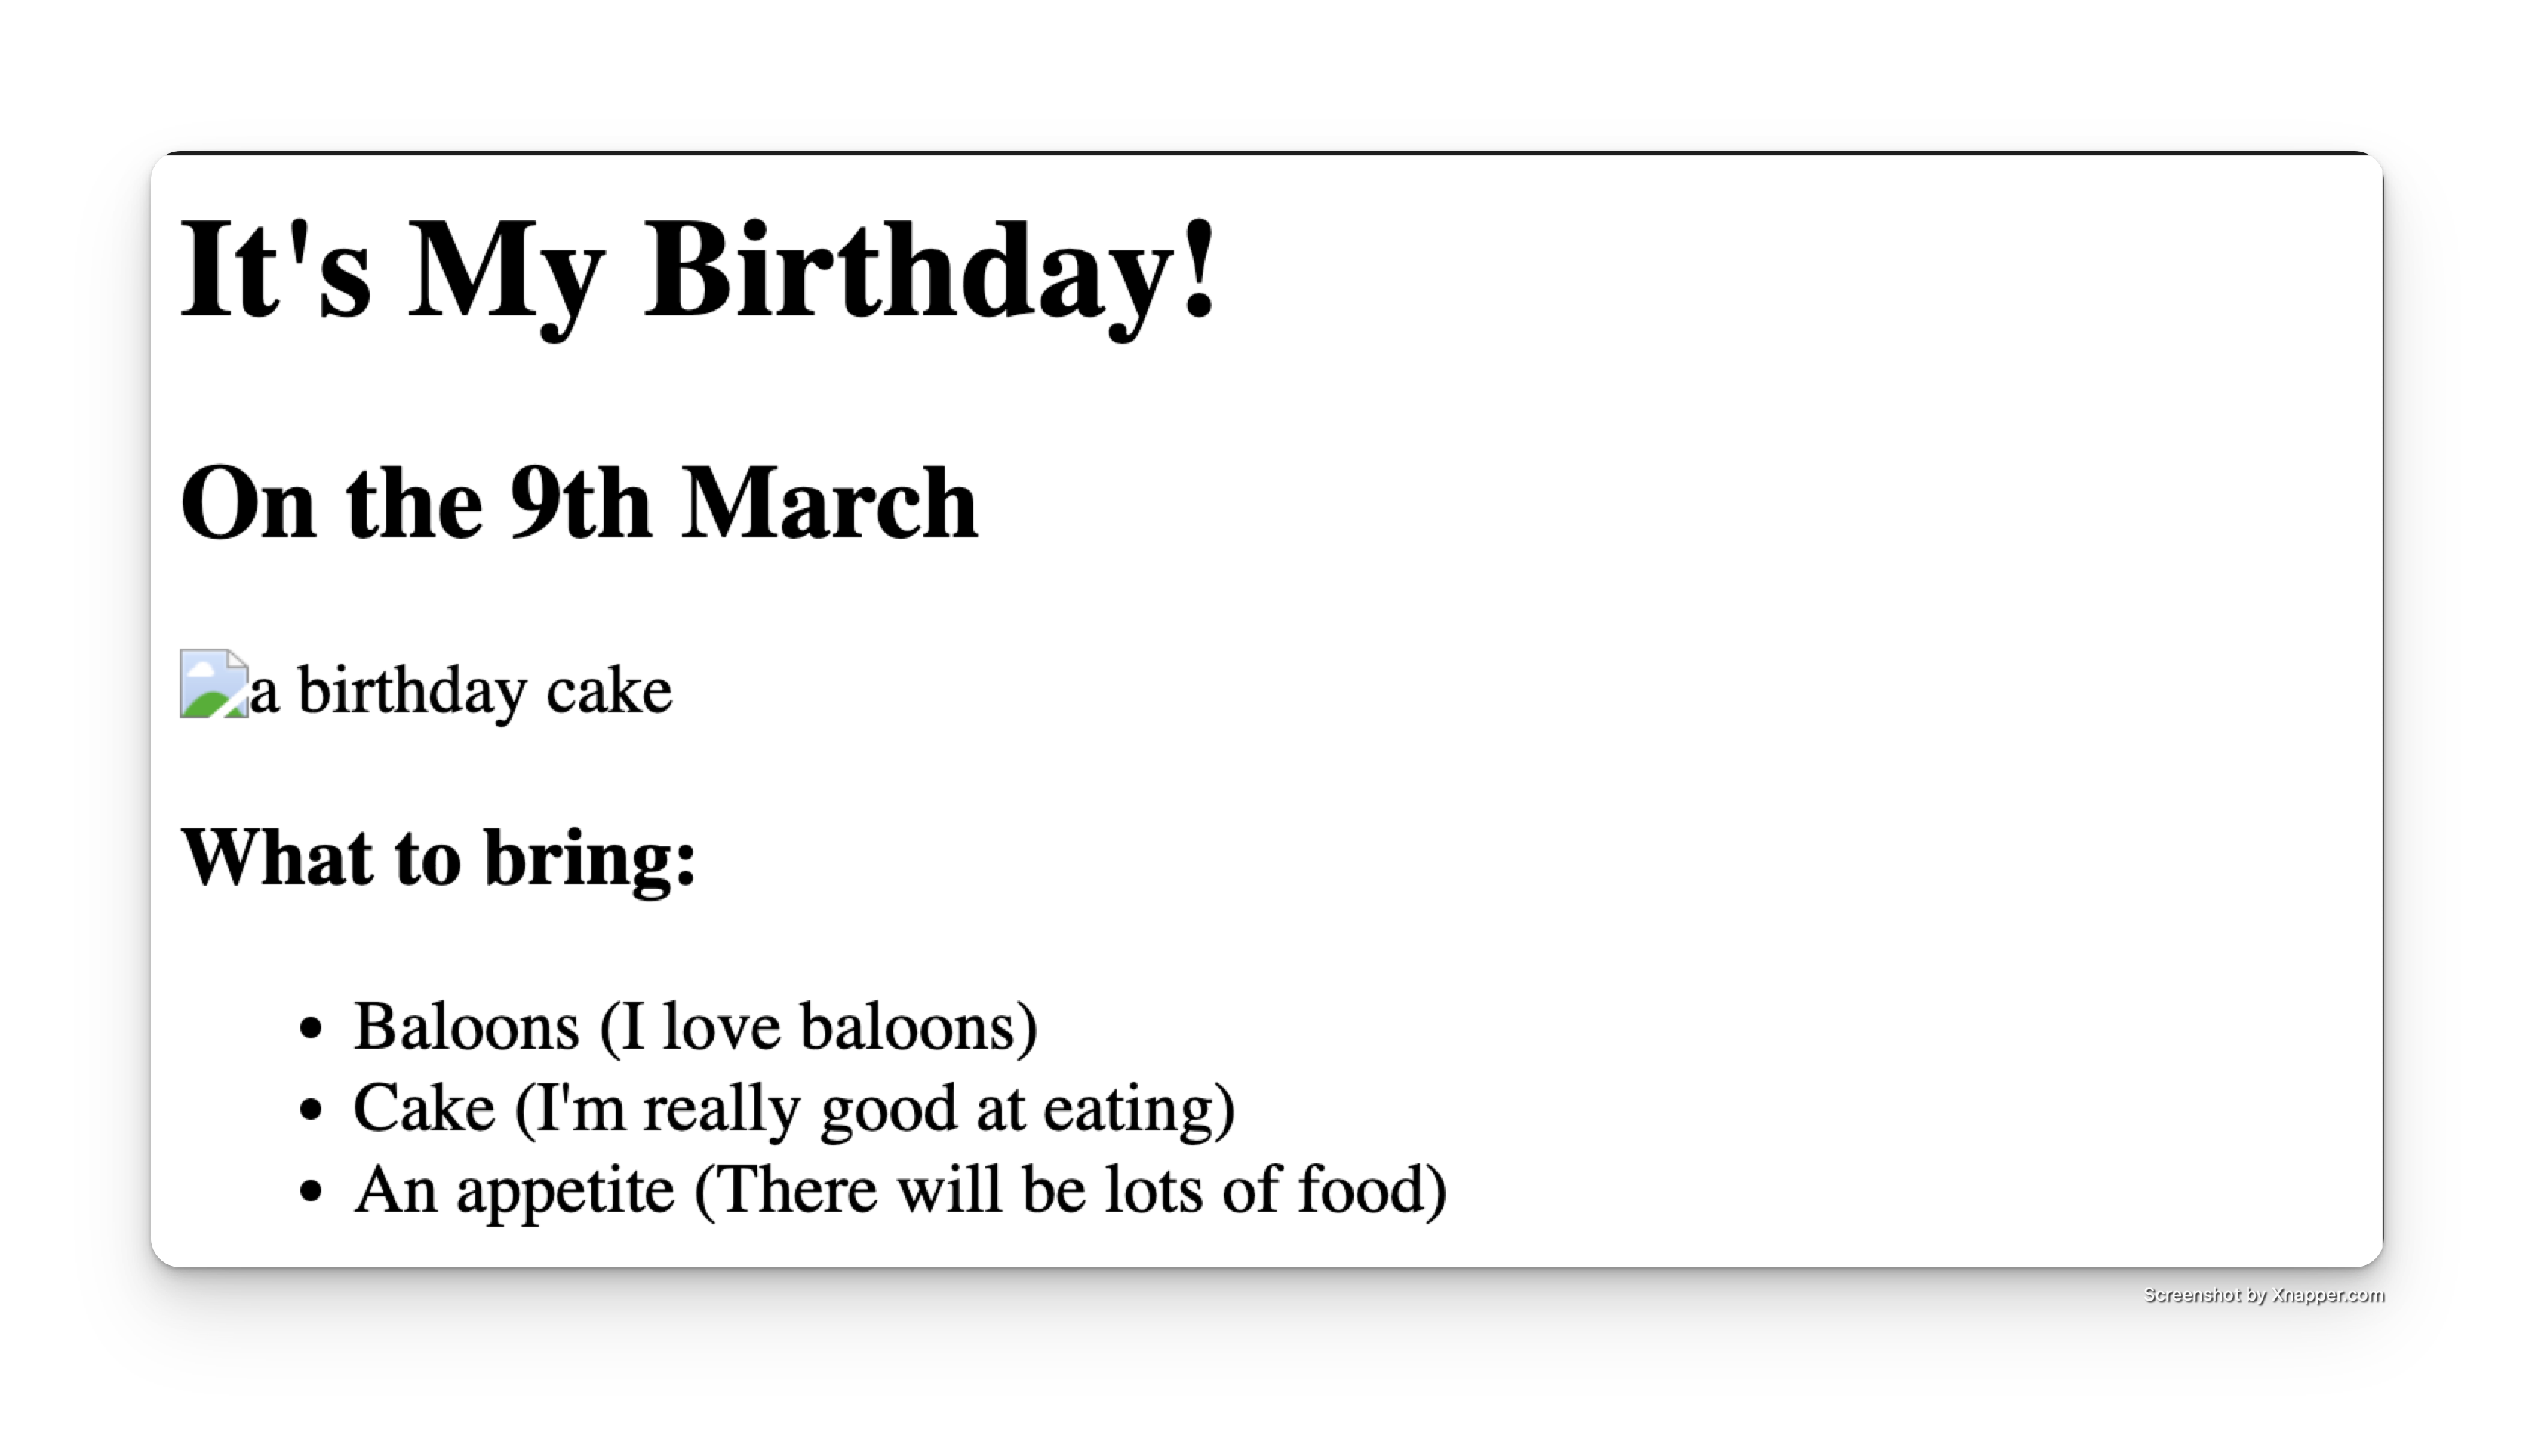 It's My Birthday!
On the 9th March
a birthday cake
What to bring:
• Baloons (I love baloons)
• Cake (I'm really good at eating)
• An appetite (There will be lots of food)
Screenshot by Xnapper.com